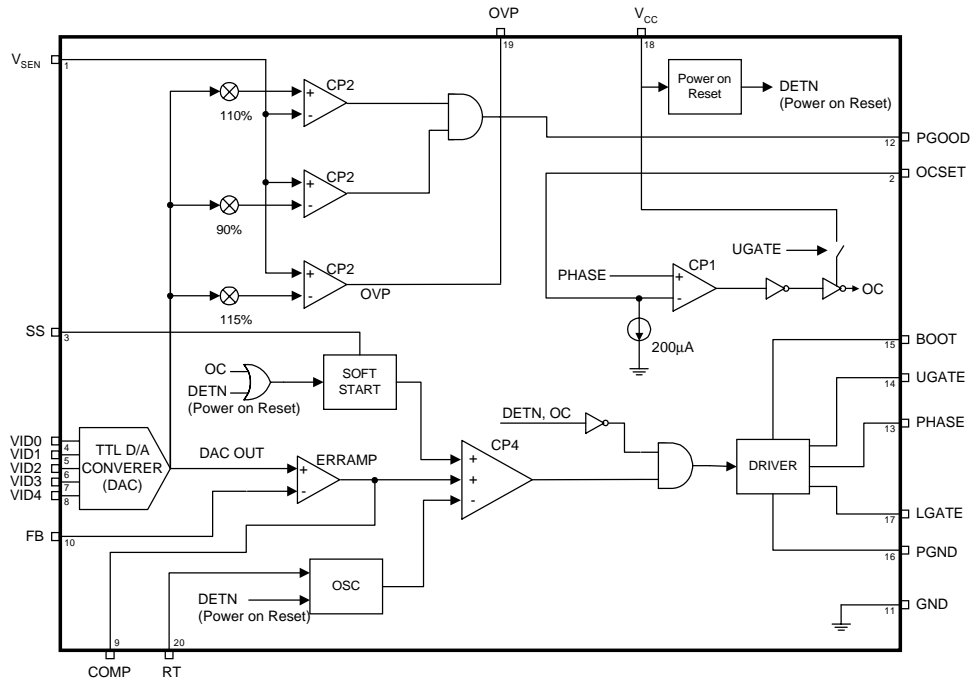 OVP
VCC
19
18
VSEN
1
CP2
+
-
110%
Power on
Reset
DETN
(Power on Reset)
12
PGOOD
CP2
+
-
90%
2
OCSET
UGATE
CP2
+
-
OVP
115%
PHASE
CP1
+
-
OC
200µA
SS
3
BOOT
15
OC
DETN
(Power on Reset)
SOFT
START
UGATE
14
DETN, OC
PHASE
13
VID0
VID1
VID2
VID3
VID4
4
5
6
7
8
TTL D/A
CONVERER
(DAC)
DAC OUT
ERRAMP
+
-
CP4
+
+
-
DRIVER
LGATE
17
FB
10
PGND
16
OSC
DETN
(Power on Reset)
GND
11
9
20
COMP
RT